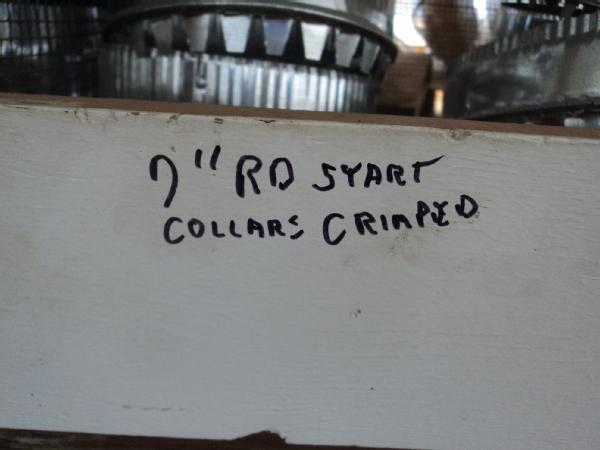 7" RD START
COLLARS CRIMPED